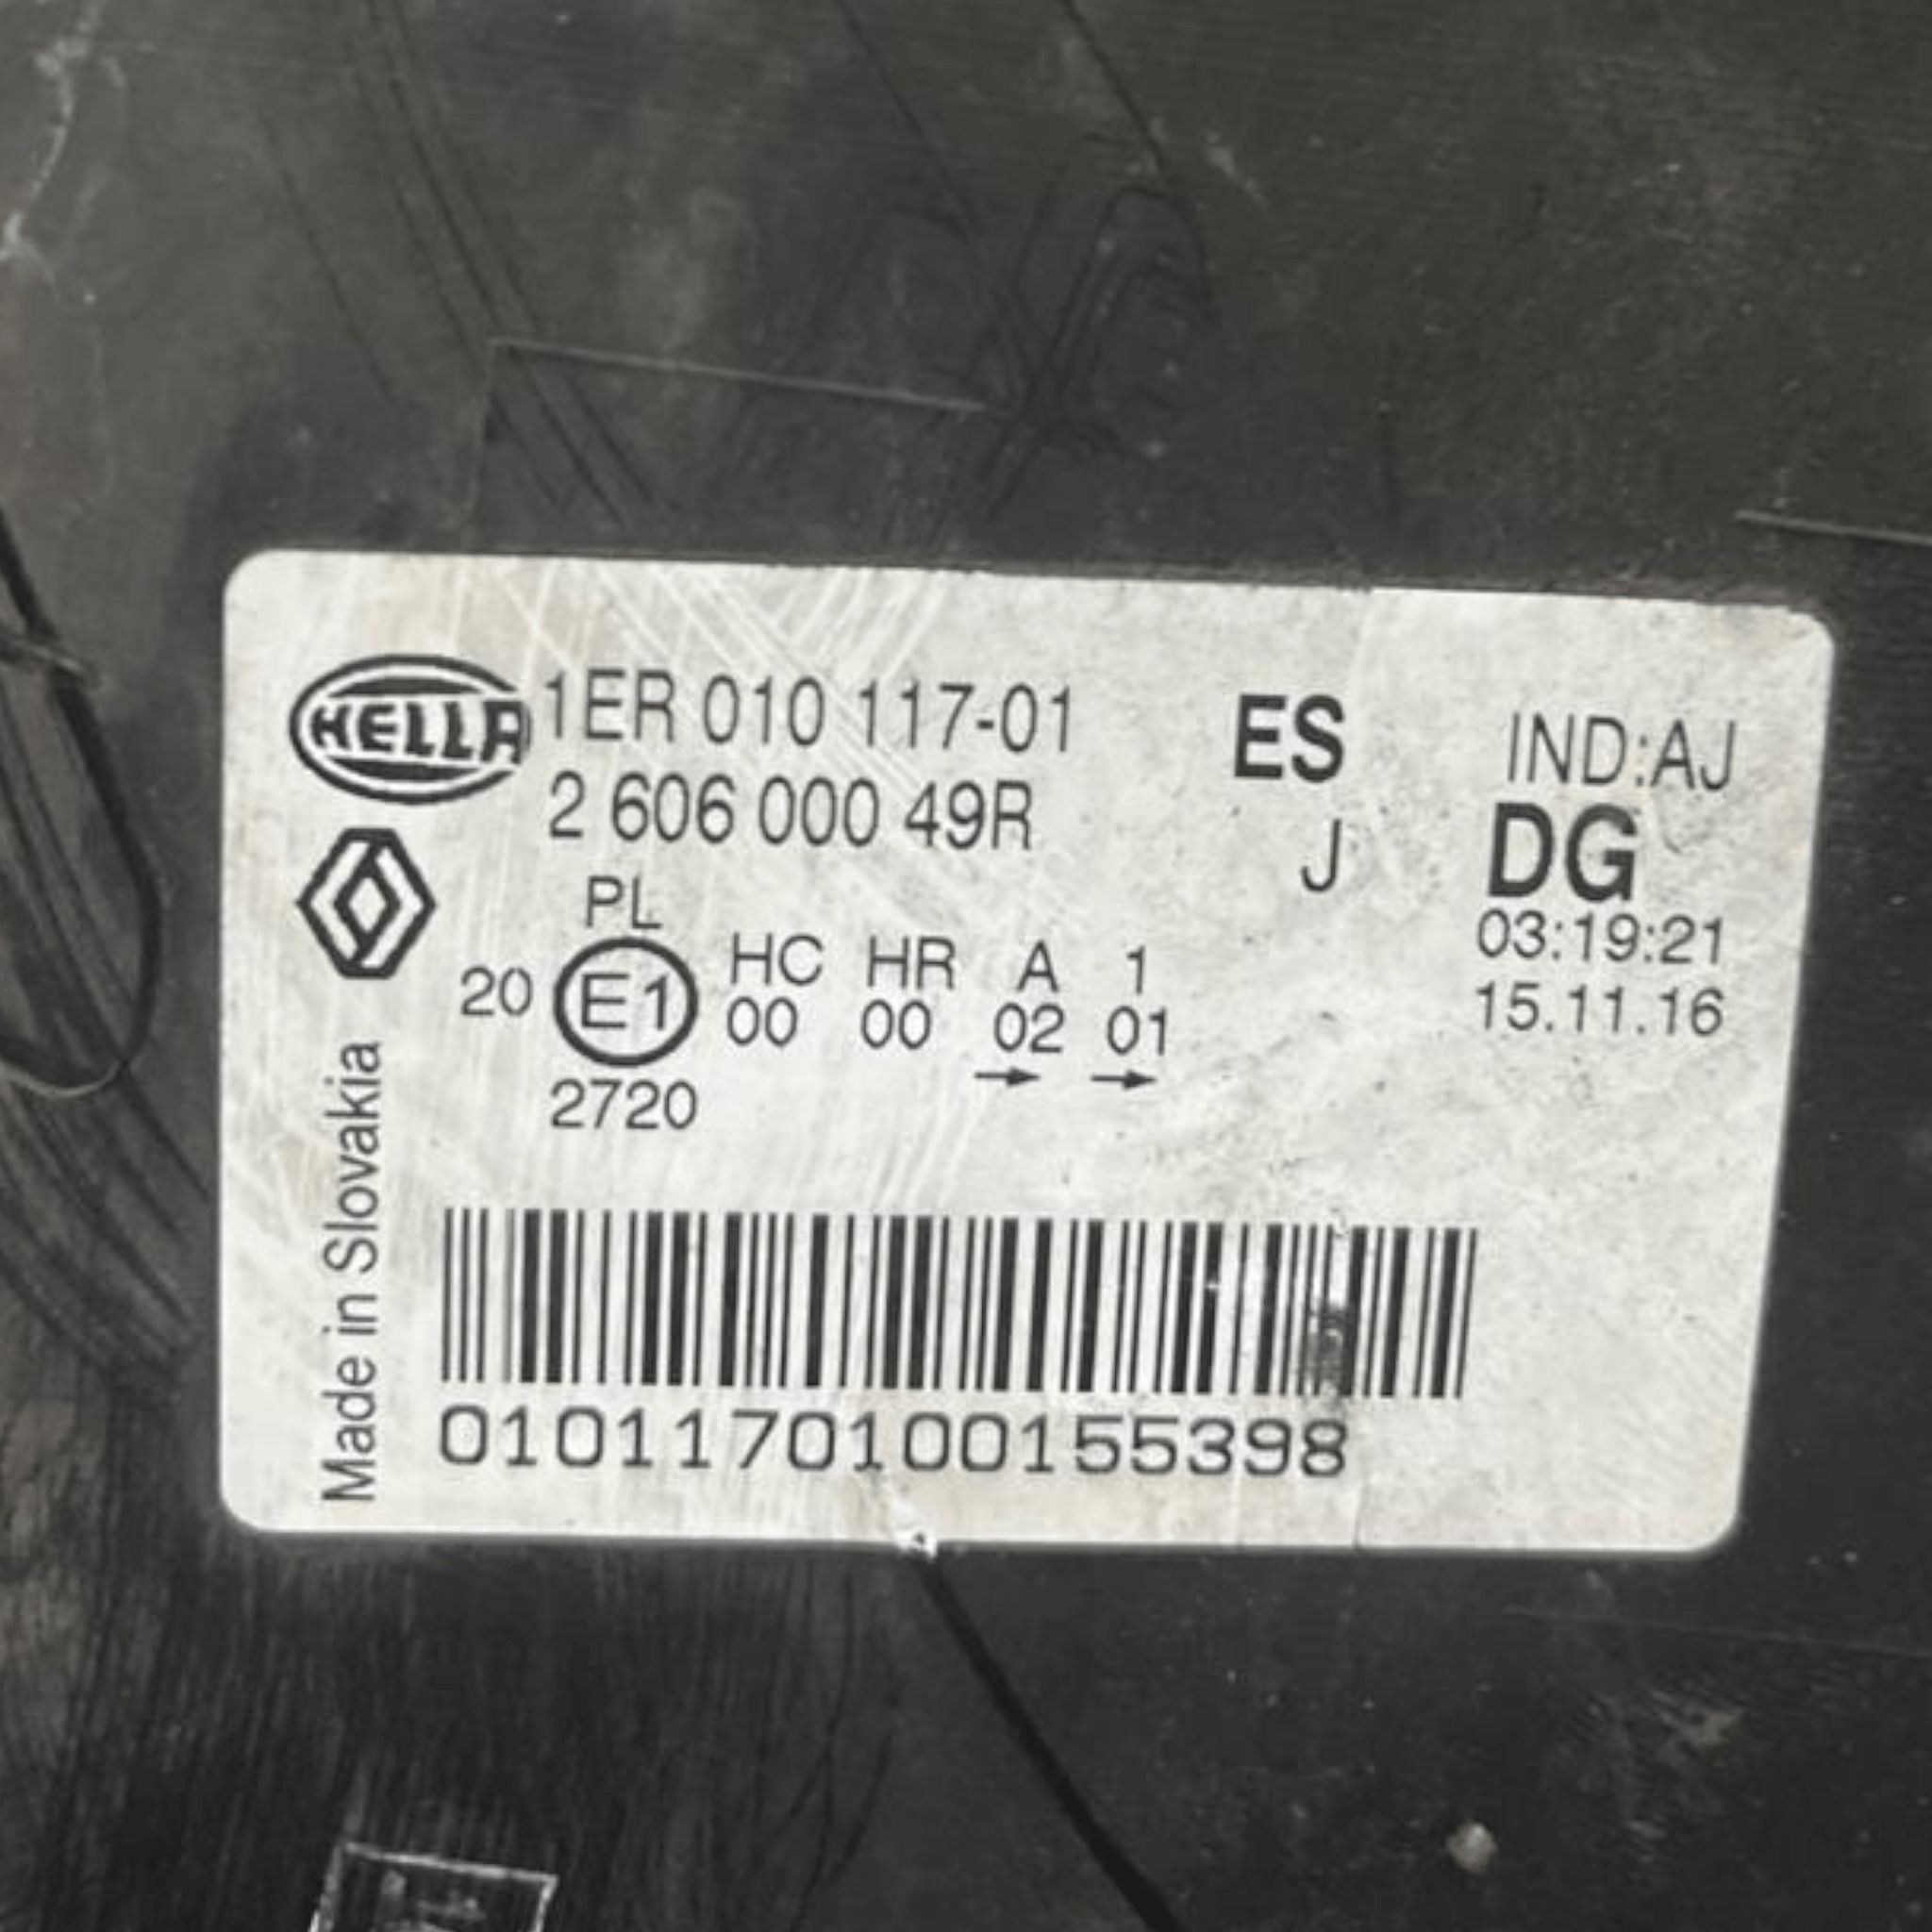 HELLA 1ER 010 117-01 ES IND:AJ
2 606 000 49R J DG
PL 03:19:21
HC HR A 1
20 E1 00 00 02 01 15.11.16
→ →
2720
Made in Slovakia
010117010000155398